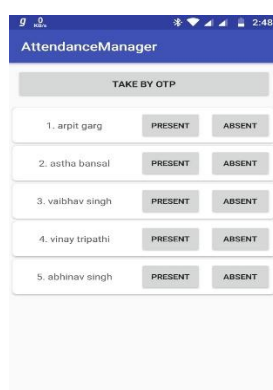 2:48
AttendanceManager
TAKE BY OTP
1. arpit garg PRESENT ABSENT
2. astha bansal PRESENT ABSENT
3. vaibhav singh PRESENT ABSENT
4. vinay tripathi PRESENT ABSENT
5. abhinav singh PRESENT ABSENT